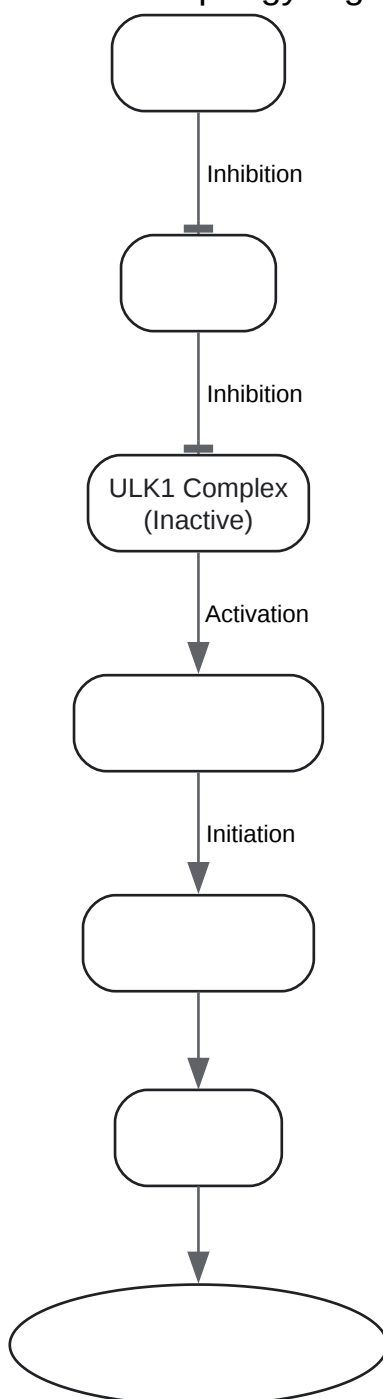 Inhibition
Inhibition
ULK1 Complex
(Inactive)
Activation
Initiation